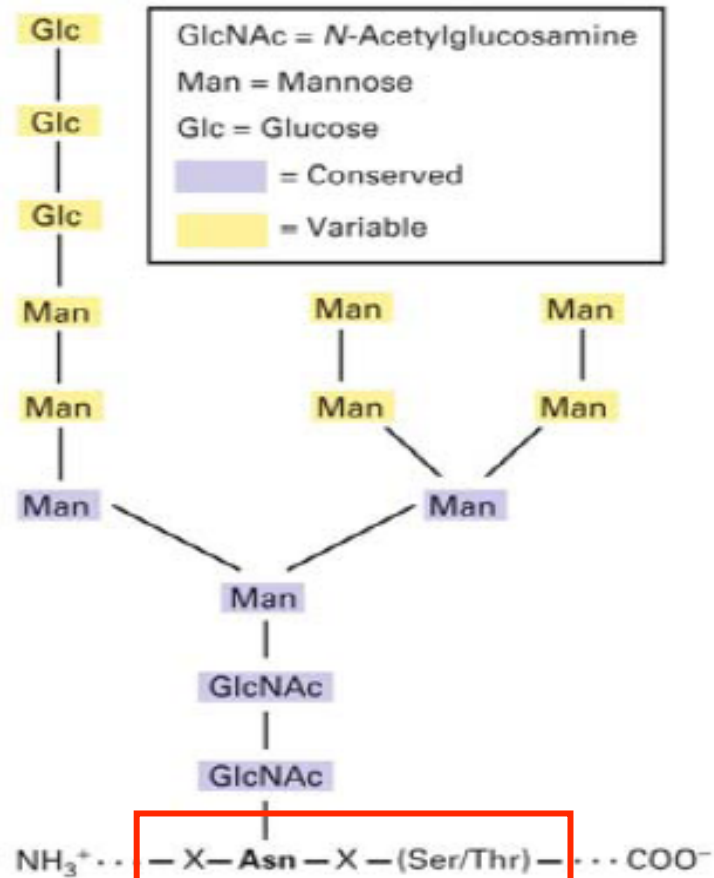 Glc
GlcNAc = N-Acetylglucosamine
Man = Mannose
Glc = Glucose
= Conserved
= Variable
Glc
Glc
Man Man Man
Man Man Man
Man Man
Man
GlcNAc
GlcNAc
NH₃⁺ ··· — X — Asn — X — (Ser/Thr) — ··· COO⁻